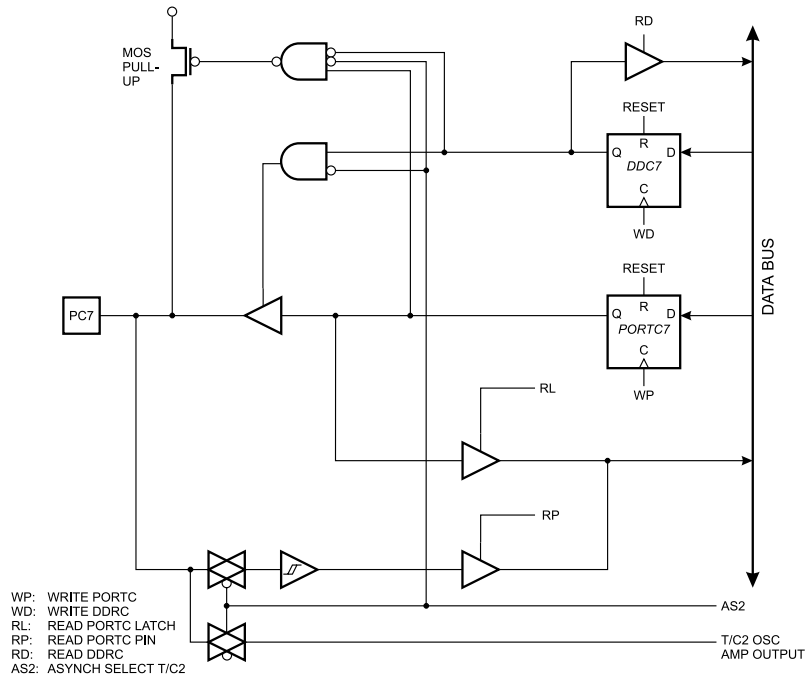 RD
MOS
PULL-
UP
RESET
R
Q
D
DDC7
C
WD
DATA BUS
RESET
R
Q
D
PC7
PORTC7
C
WP
RL
RP
WP: WRITE PORTC
WD: WRITE DDRC
RL: READ PORTC LATCH
RP: READ PORTC PIN
RD: READ DDRC
AS2: ASYNCH SELECT T/C2
AS2
T/C2 OSC
AMP OUTPUT